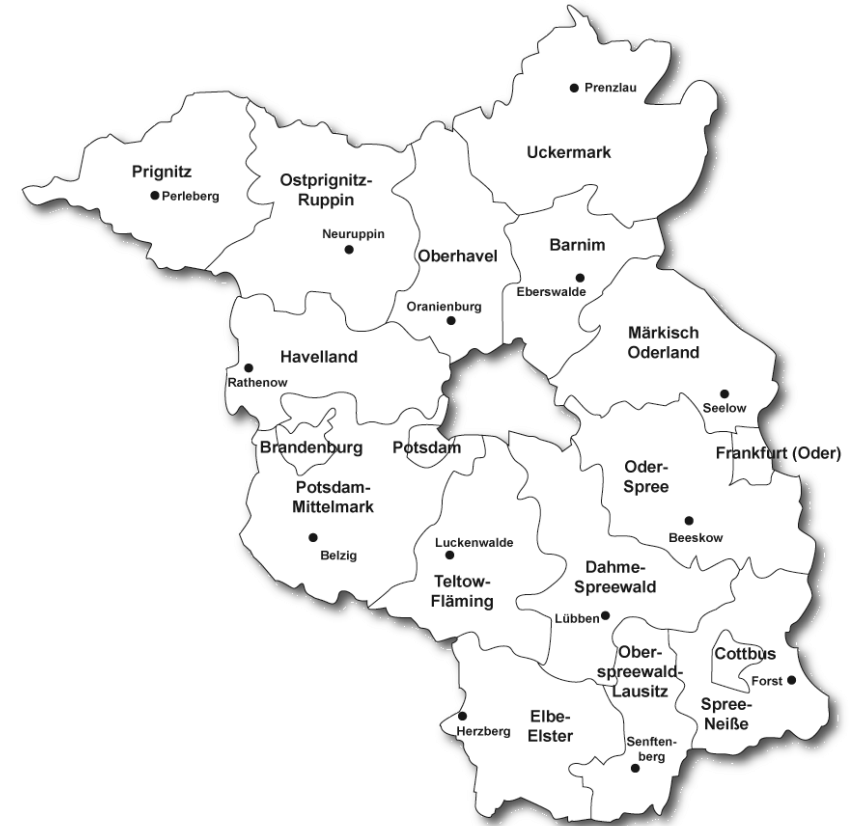 Prenzlau
Uckermark
Prignitz
Perleberg
Ostprignitz-
Ruppin
Neuruppin
Oberhavel
Oranienburg
Barnim
Eberswalde
Märkisch
Oderland
Seelow
Havelland
Rathenow
Brandenburg
Potsdam
Frankfurt (Oder)
Oder-
Spree
Beeskow
Potsdam-
Mittelmark
Belzig
Luckenwalde
Teltow-
Fläming
Dahme-
Spreewald
Lübben
Ober-
spreewald-
Lausitz
Cottbus
Forst
Spree-
Neiße
Elbe-
Elster
Herzberg
Senften-
berg